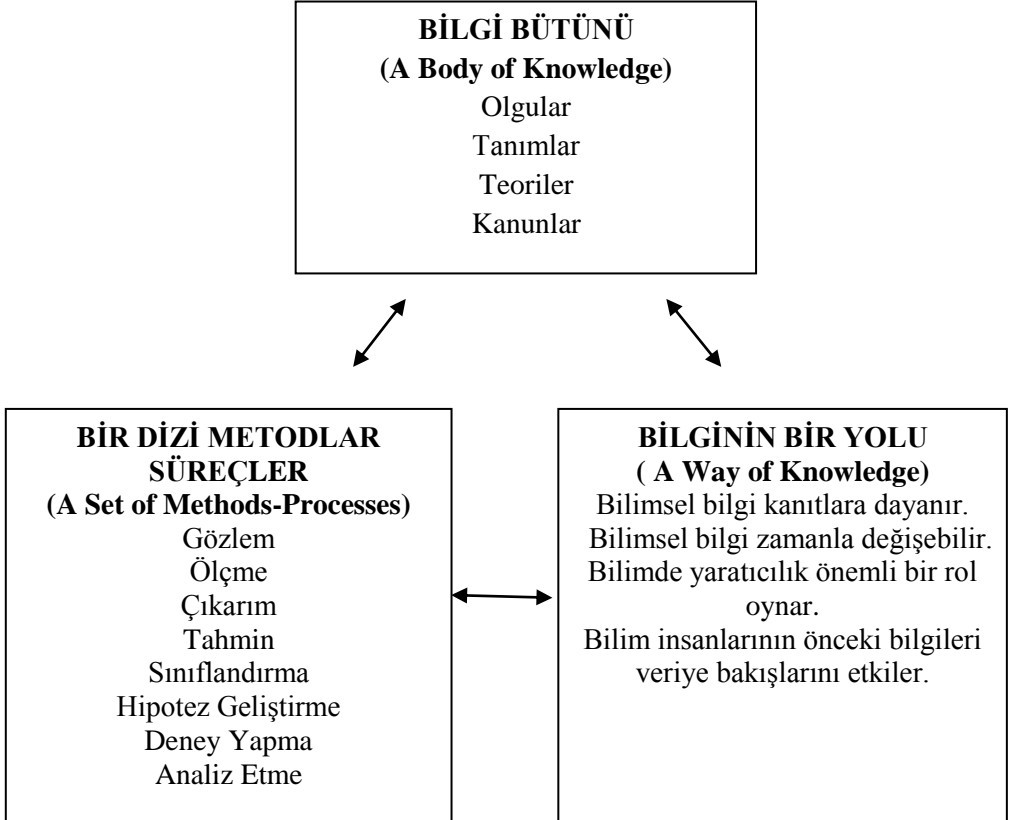 BİLGİ BÜTÜNÜ
(A Body of Knowledge)
Olgular
Tanımlar
Teoriler
Kanunlar
BİR DİZİ METODLAR
SÜREÇLER
(A Set of Methods-Processes)
Gözlem
Ölçme
Çıkarım
Tahmin
Sınıflandırma
Hipotez Geliştirme
Deney Yapma
Analiz Etme
BİLGİNİN BİR YOLU
( A Way of Knowledge)
Bilimsel bilgi kanıtlara dayanır.
Bilimsel bilgi zamanla değişebilir.
Bilimde yaratıcılık önemli bir rol
oynar.
Bilim insanlarının önceki bilgileri
veriye bakışlarını etkiler.